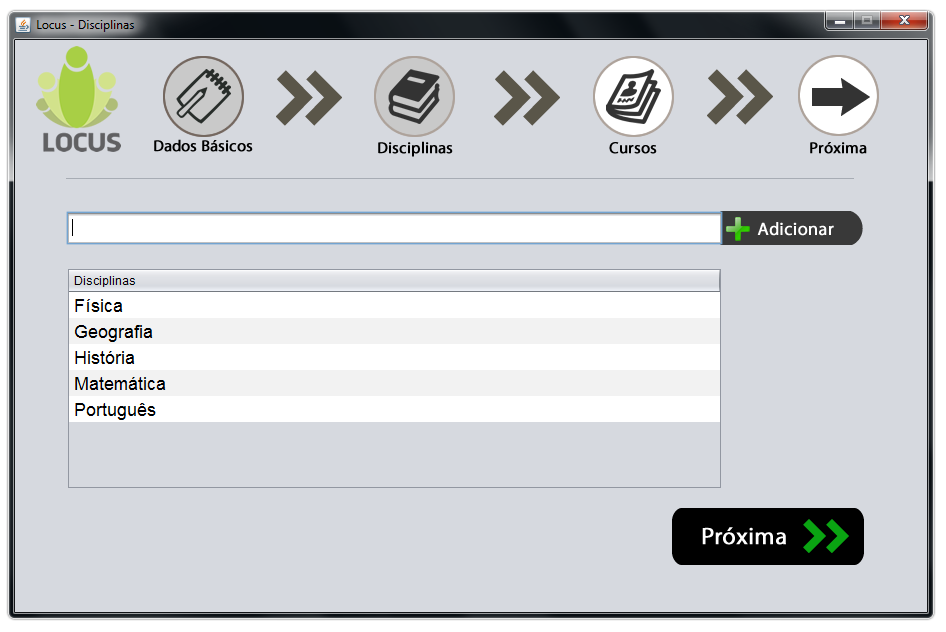 Locus - Disciplinas
LOCUS
Dados Básicos
Disciplinas
Cursos
Próxima
Adicionar
Disciplinas
Física
Geografia
História
Matemática
Português
Próxima